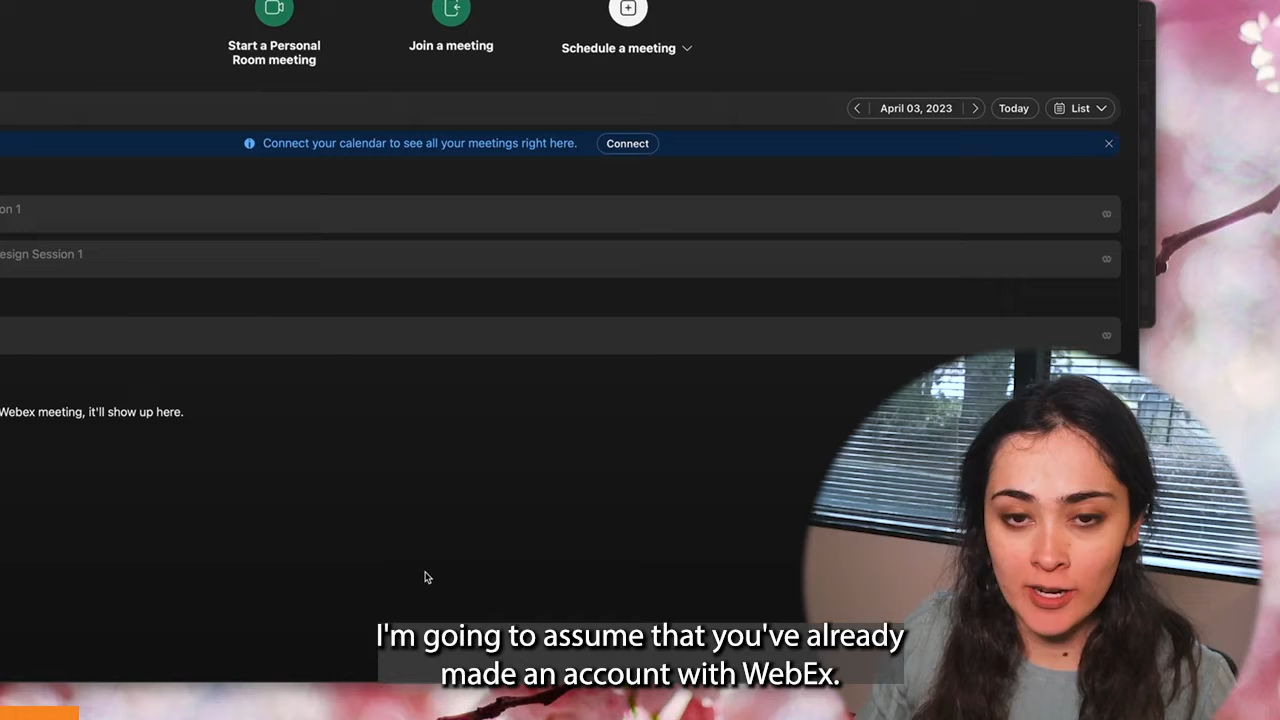 Start a Personal
Room meeting
Join a meeting
Schedule a meeting
April 03, 2023
Today
List
Connect your calendar to see all your meetings right here.
Connect
on 1
esign Session 1
Webex meeting, it'll show up here.
I'm going to assume that you've already
made an account with WebEx.